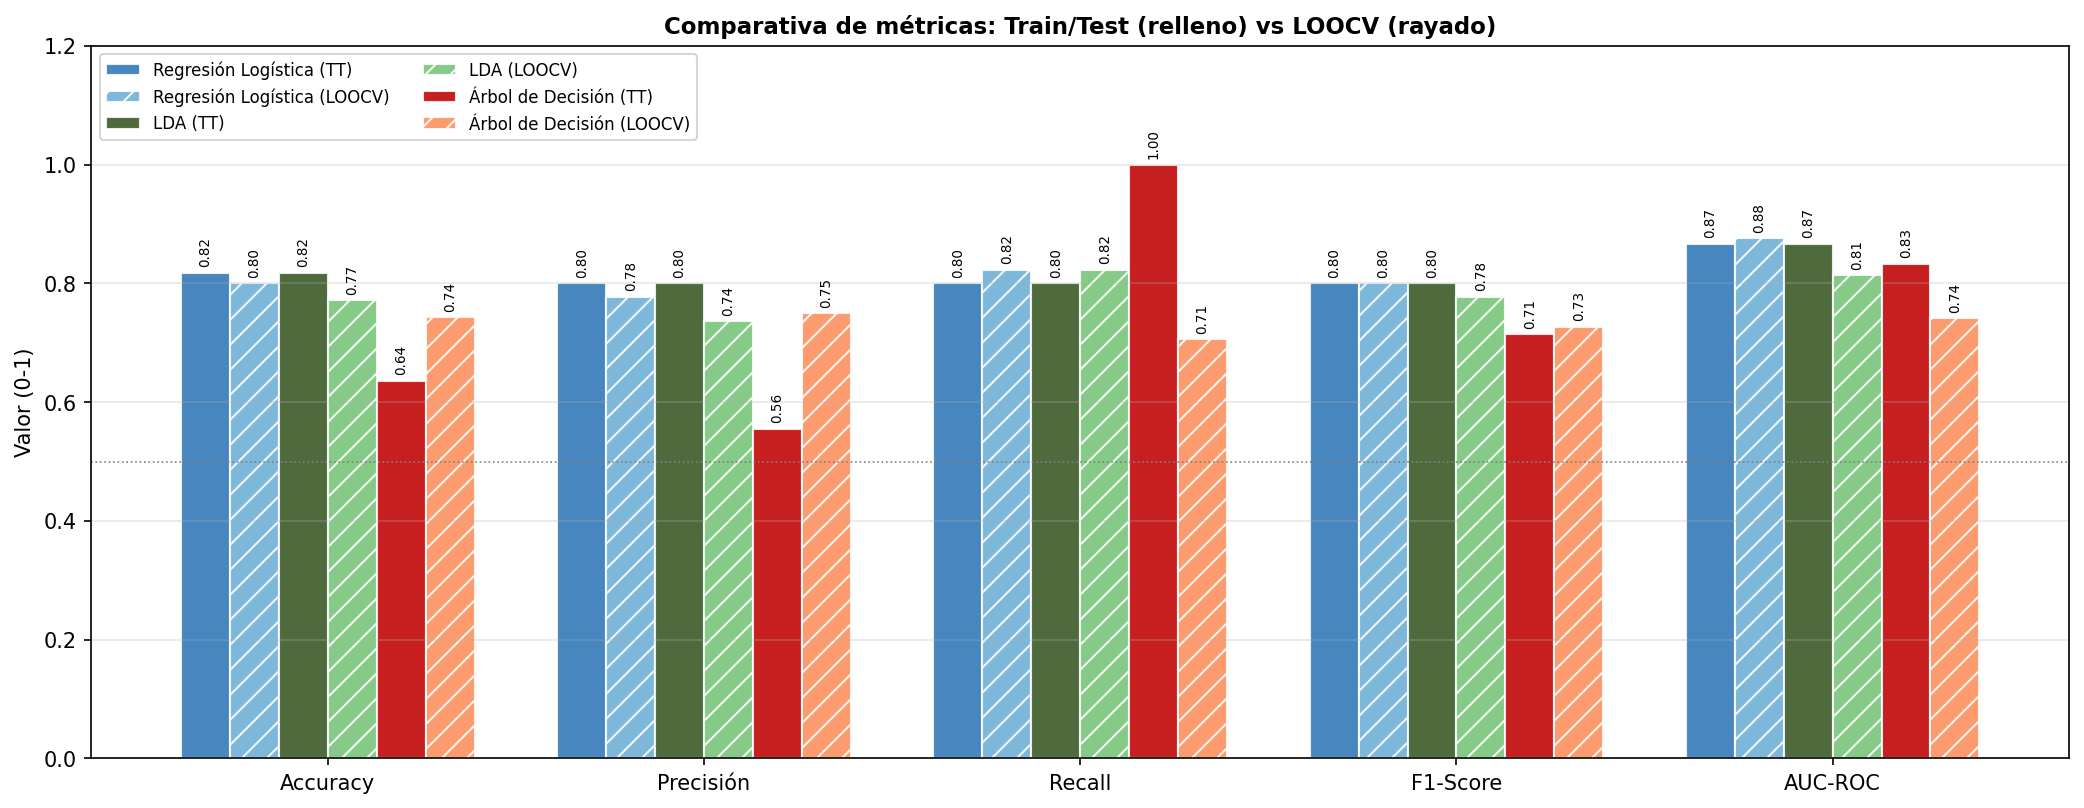 Comparativa de métricas: Train/Test (relleno) vs LOOCV (rayado)
Regresión Logística (TT)
Regresión Logística (LOOCV)
LDA (TT)
LDA (LOOCV)
Árbol de Decisión (TT)
Árbol de Decisión (LOOCV)
Valor (0-1)
1.2
1.0
0.8
0.6
0.4
0.2
0.0
0.82
0.80
0.82
0.77
0.64
0.74
0.80
0.78
0.80
0.74
0.56
0.75
0.80
0.82
0.80
0.82
1.00
0.71
0.80
0.80
0.80
0.78
0.71
0.73
0.87
0.88
0.87
0.81
0.83
0.74
Accuracy
Precisión
Recall
F1-Score
AUC-ROC